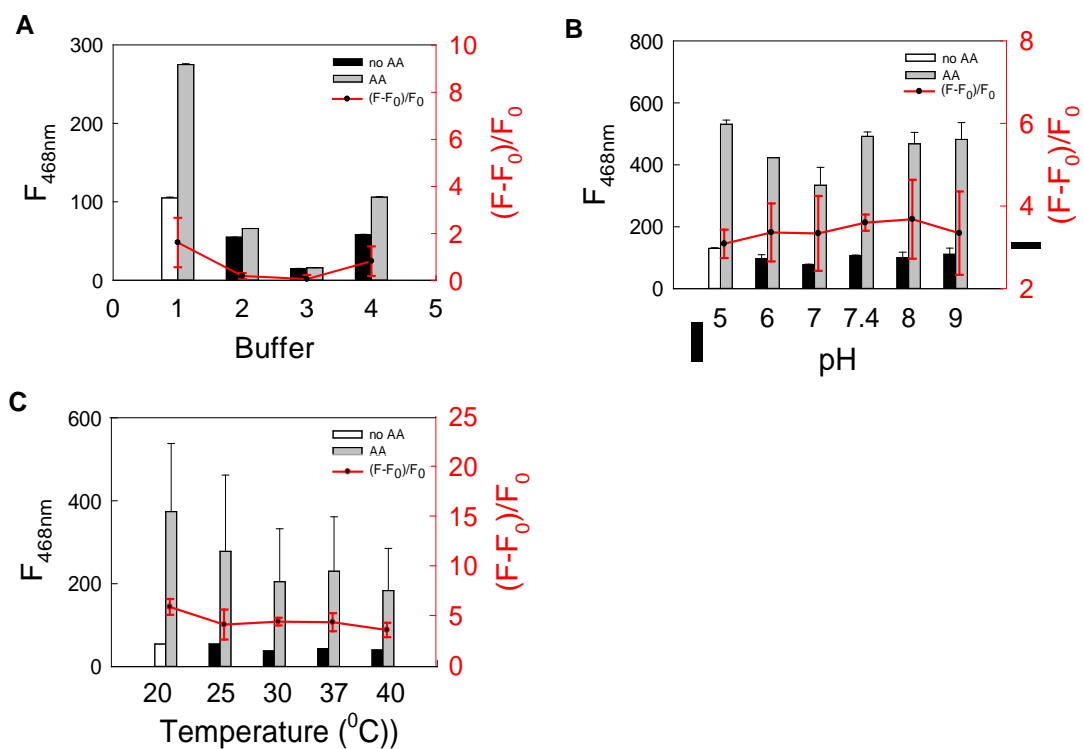 A
300
200
100
0
F468nm
no AA
AA
(F-F0)/F0
10
8
6
4
2
0
(F-F0)/F0
0 1 2 3 4 5
Buffer
B
800
600
400
200
0
F468nm
no AA
AA
(F-F0)/F0
8
6
4
2
(F-F0)/F0
5 6 7 7.4 8 9
pH
C
600
400
200
0
F468nm
no AA
AA
(F-F0)/F0
25
20
15
10
5
0
(F-F0)/F0
20 25 30 37 40
Temperature (0C))